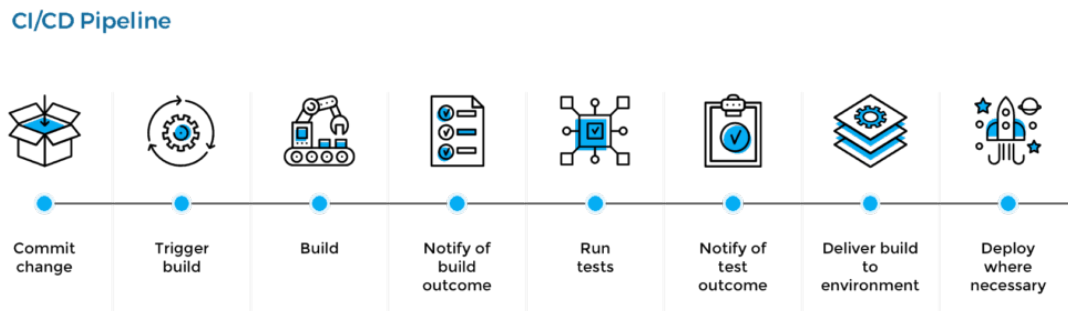 CI/CD Pipeline
Commit
change
Trigger
build
Build
Notify of
build
outcome
Run
tests
Notify of
test
outcome
Deliver build
to
environment
Deploy
where
necessary